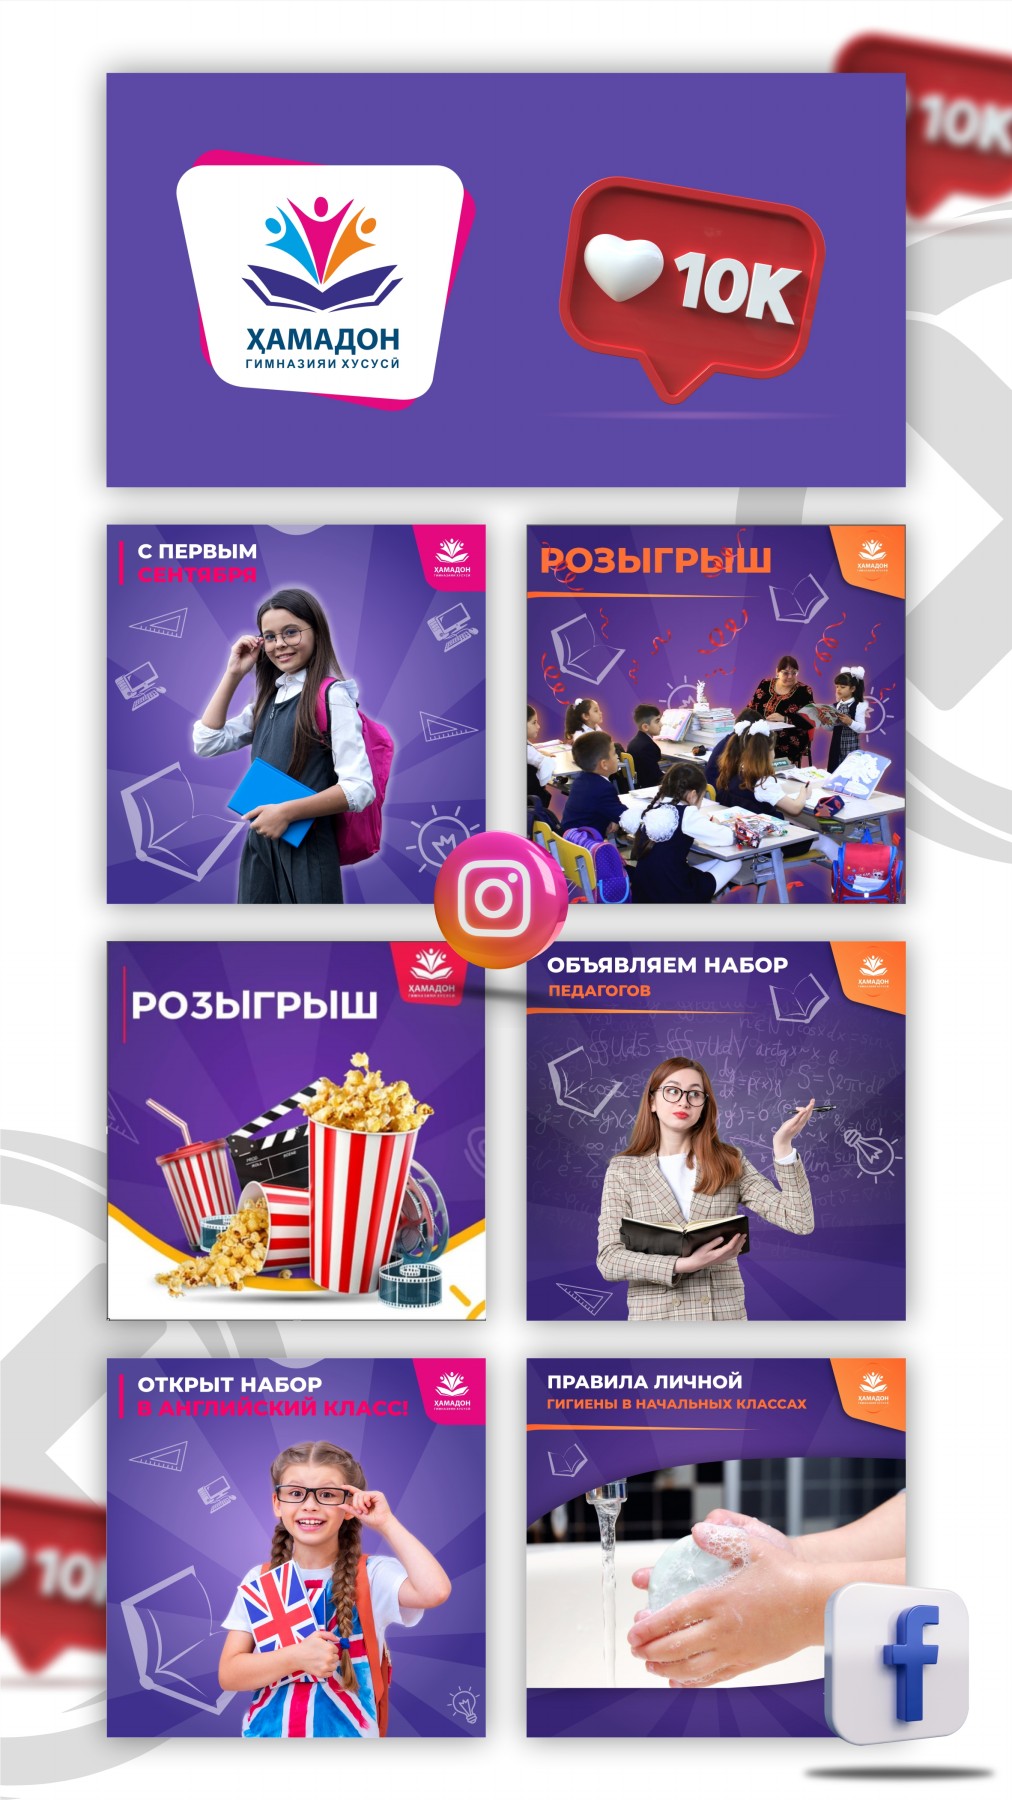 10K
ҲАМАДОН
ГИМНАЗИЯИ ХУСУСӢ
10K
С ПЕРВЫМ
СЕНТЯБРЯ
ҲАМАДОН
ГИМНАЗИЯИ ХУСУСӢ
РОЗЫГРЫШ
ҲАМАДОН
ГИМНАЗИЯИ ХУСУСӢ
РОЗЫГРЫШ
ҲАМАДОН
ГИМНАЗИЯИ ХУСУСӢ
ОБЪЯВЛЯЕМ НАБОР
ПЕДАГОГОВ
ҲАМАДОН
ГИМНАЗИЯИ ХУСУСӢ
ОТКРЫТ НАБОР
В АНГЛИЙСКИЙ КЛАСС!
ҲАМАДОН
ГИМНАЗИЯИ ХУСУСӢ
ПРАВИЛА ЛИЧНОЙ
ГИГИЕНЫ В НАЧАЛЬНЫХ КЛАССАХ
ҲАМАДОН
ГИМНАЗИЯИ ХУСУСӢ
10
f